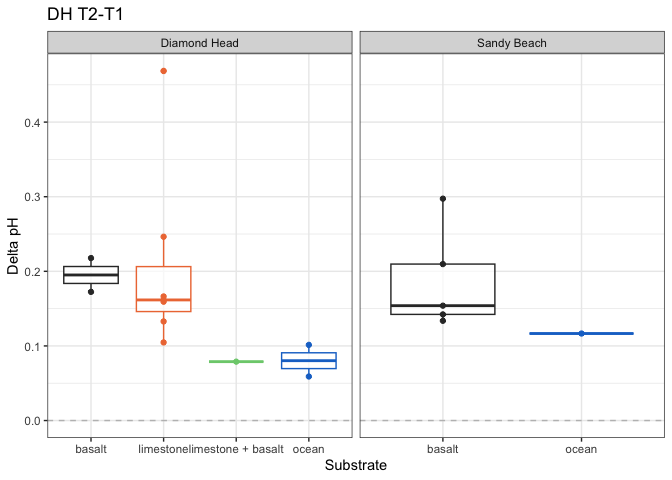 DH T2-T1
Diamond Head
Sandy Beach
Delta pH
0.4
0.3
0.2
0.1
0.0
basalt limestone limestone + basalt ocean basalt ocean
Substrate